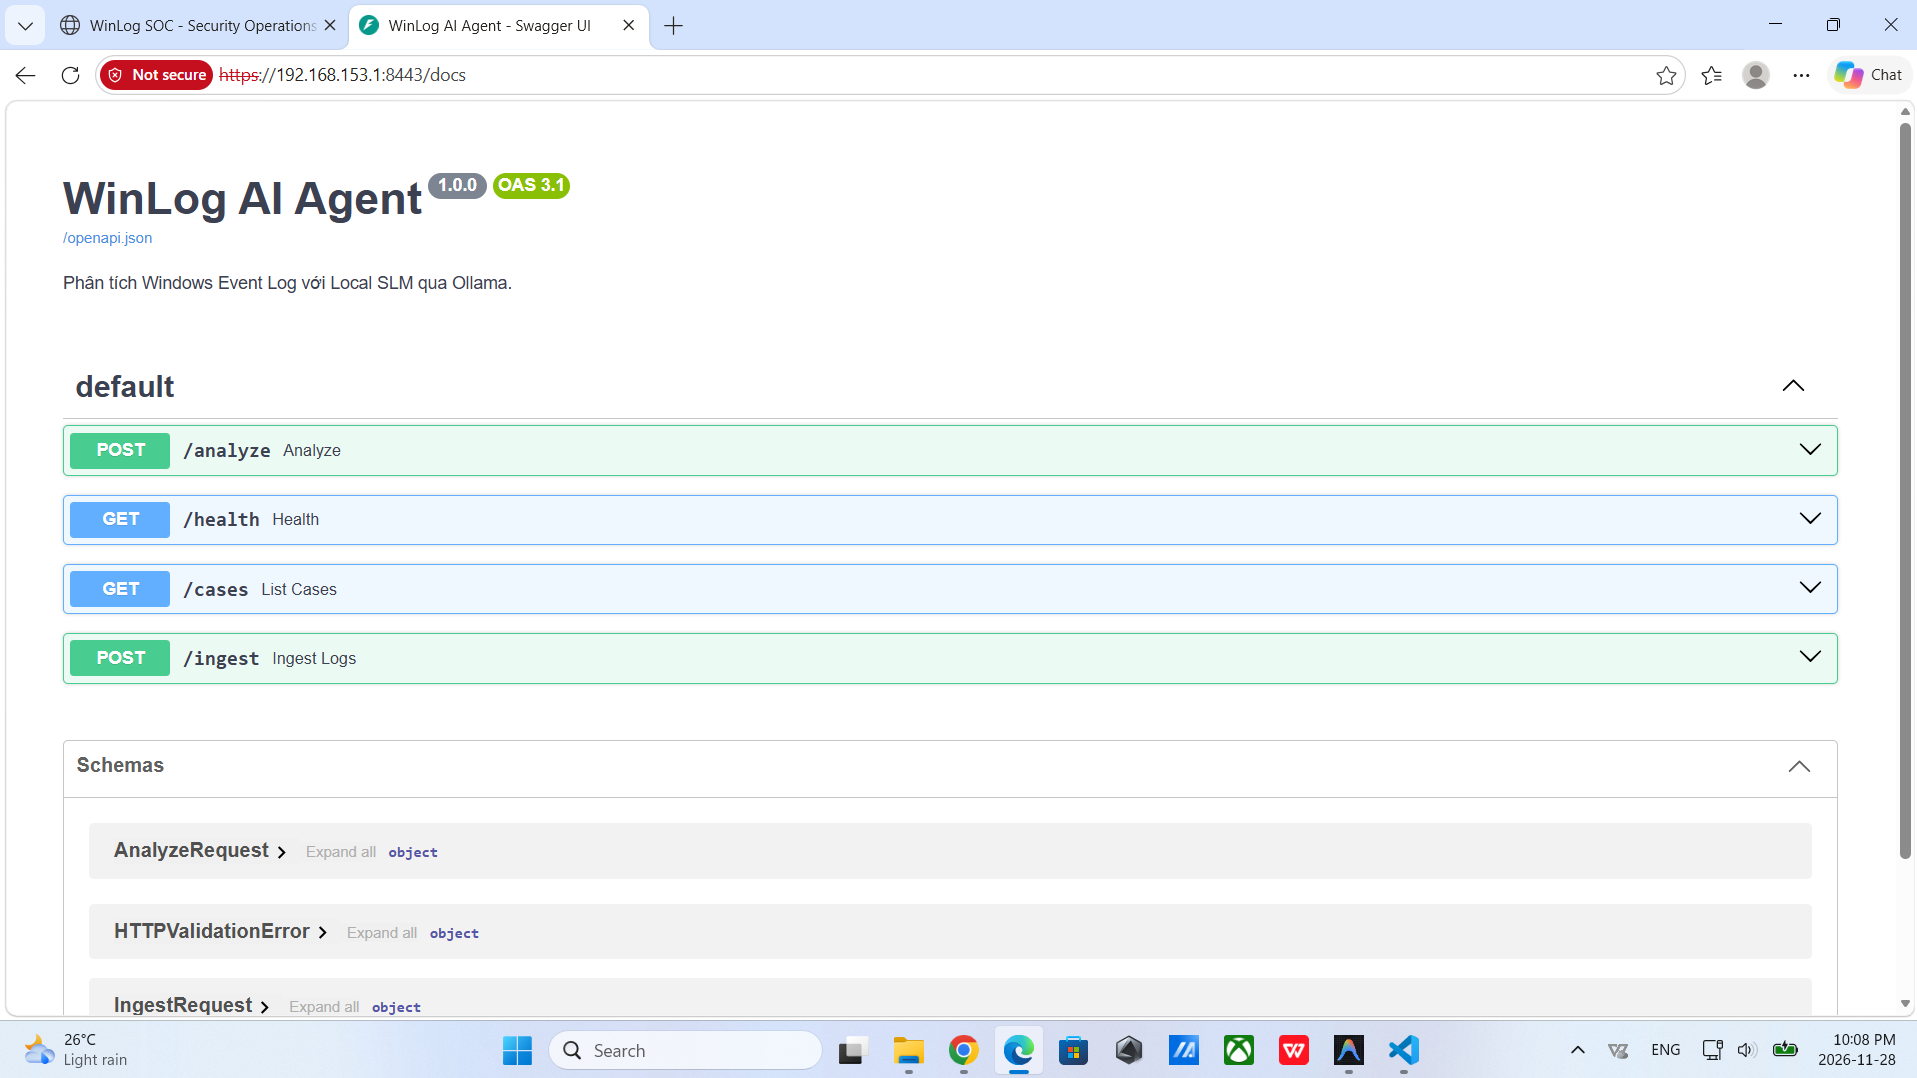 WinLog SOC - Security Operations
WinLog AI Agent - Swagger UI
Not secure https://192.168.153.1:8443/docs
Chat
WinLog AI Agent 1.0.0 OAS 3.1
/openapi.json
Phân tích Windows Event Log với Local SLM qua Ollama.
default
POST /analyze Analyze
GET /health Health
GET /cases List Cases
POST /ingest Ingest Logs
Schemas
AnalyzeRequest Expand all object
HTTPValidationError Expand all object
IngestRequest Expand all object
26°C
Light rain
Search
ENG
10:08 PM
2026-11-28